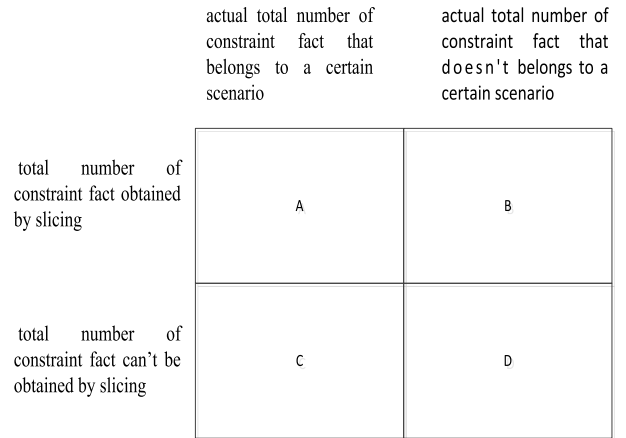 actual total number of
constraint fact that
belongs to a certain
scenario
actual total number of
constraint fact that
doesn't belongs to a
certain scenario
total number of
constraint fact obtained
by slicing
A
B
total number of
constraint fact can’t be
obtained by slicing
C
D